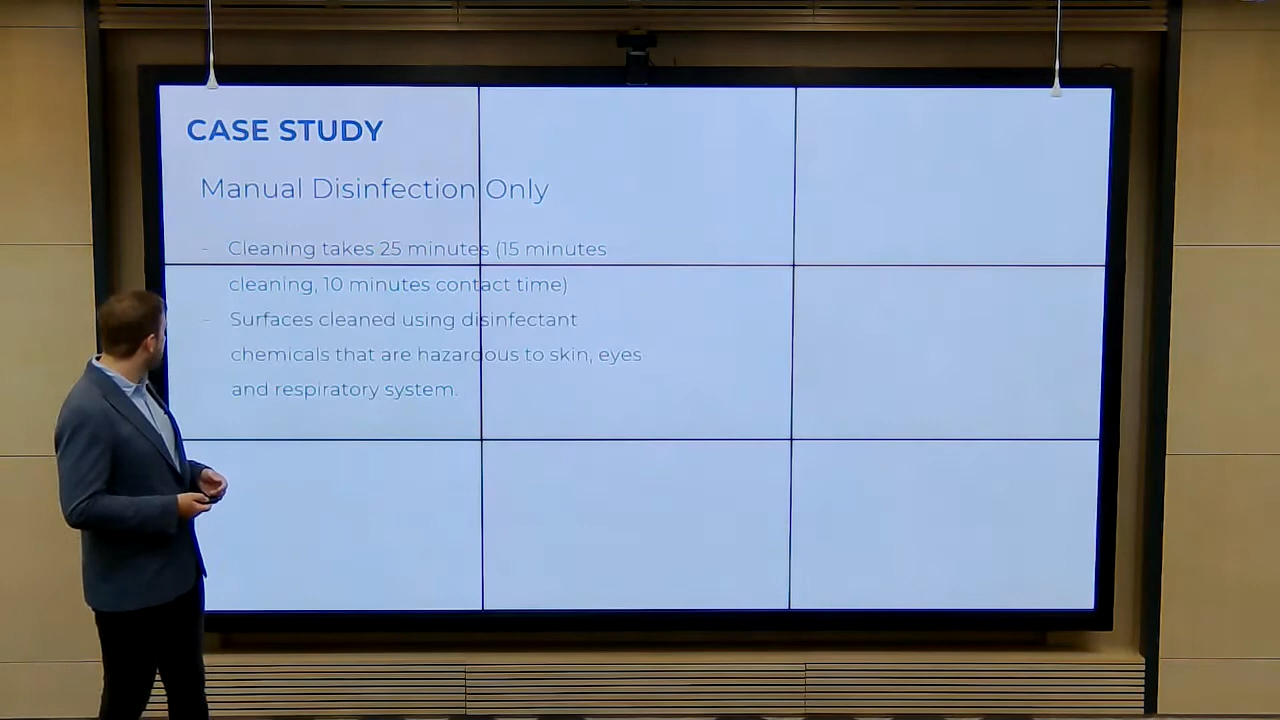 CASE STUDY
Manual Disinfection Only
- Cleaning takes 25 minutes (15 minutes
cleaning, 10 minutes contact time)
- Surfaces cleaned using disinfectant
chemicals that are hazardous to skin, eyes
and respiratory system.